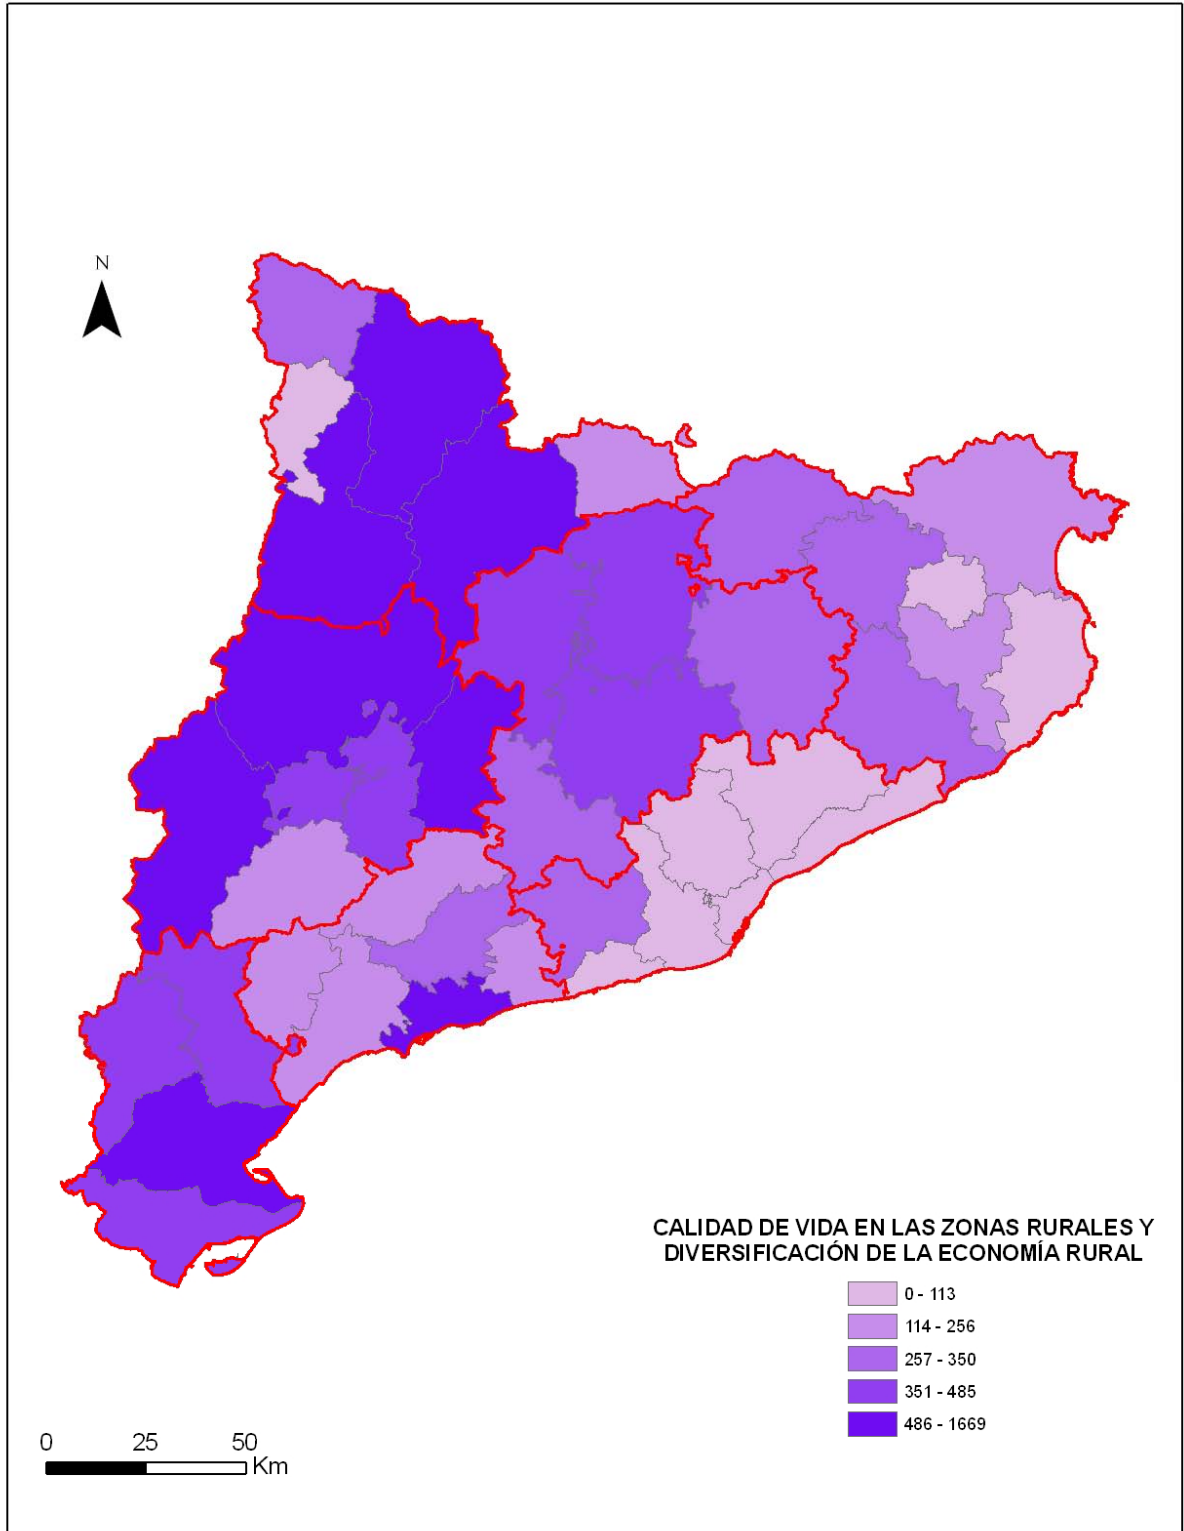 N
CALIDAD DE VIDA EN LAS ZONAS RURALES Y
DIVERSIFICACIÓN DE LA ECONOMÍA RURAL
0 - 113
114 - 256
257 - 350
351 - 485
486 - 1669
0 25 50
Km